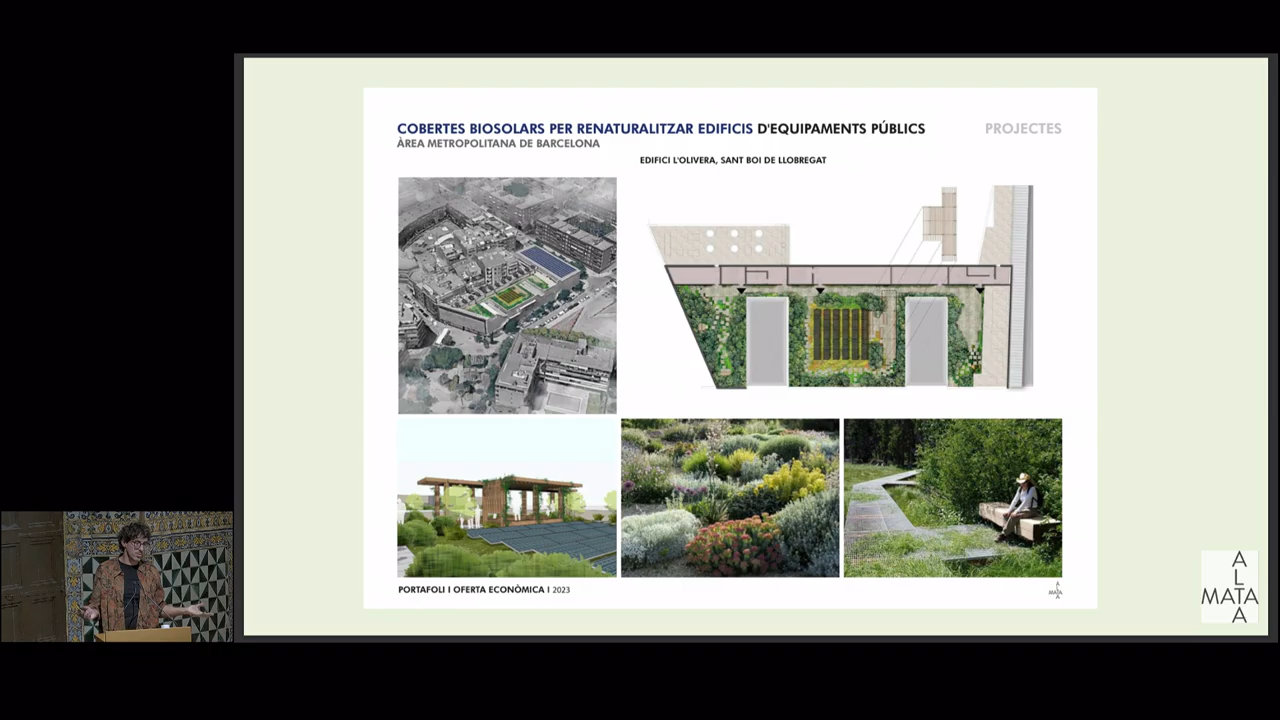 COBERTES BIOSOLARS PER RENATURALITZAR EDIFICIS D'EQUIPAMENTS PÚBLICS
PROJECTES
ÀREA METROPOLITANA DE BARCELONA
EDIFICI L'OLIVERA, SANT BOI DE LLOBREGAT
PORTAFOLI I OFERTA ECONÒMICA I 2023
ALMATA
MATA